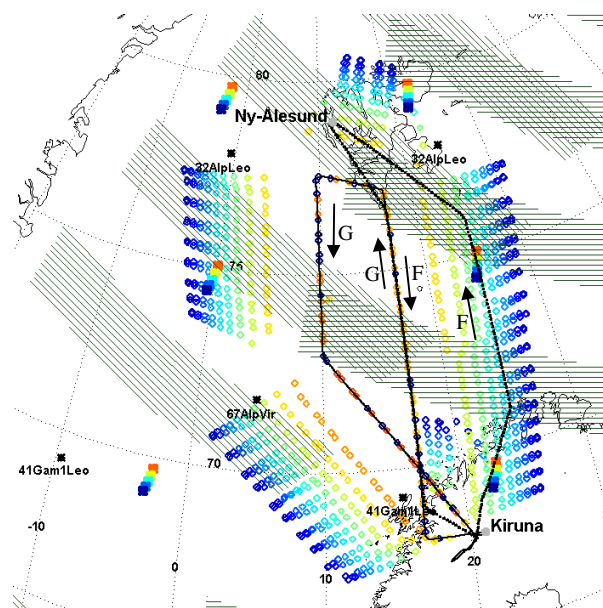 80
Ny-Ålesund
32AlpLeo
32AlpLeo
G
75
G
F
F
67AlpVir
41Gam1Leo
70
41Gam1Leo
Kiruna
-10
0
10
20